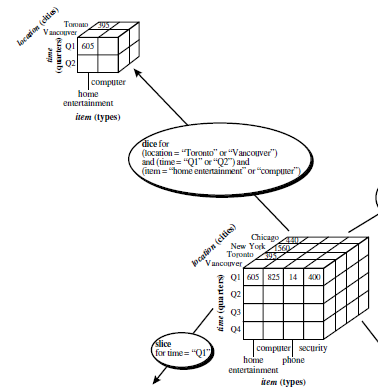 location (cities)
Toronto 395
Vancouver
time (quarters)
Q1 605
Q2
computer
home
entertainment
item (types)
dice for
(location = "Toronto" or "Vancouver")
and (time = "Q1" or "Q2") and
(item = "home entertainment" or "computer")
location (cities)
Chicago 440
New York 1560
Toronto 395
Vancouver
time (quarters)
Q1 605 825 14 400
Q2
Q3
Q4
computer security
home phone
entertainment
item (types)
slice
for time = "Q1"